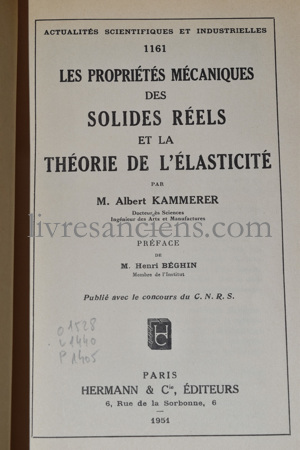 ACTUALITÉS SCIENTIFIQUES ET INDUSTRIELLES
1161
LES PROPRIÉTÉS MÉCANIQUES
DES
SOLIDES RÉELS
ET LA
THÉORIE DE L'ÉLASTICITÉ
PAR
M. Albert KAMMERER
Docteur ès Sciences
Ingénieur des Arts et Manufactures
livresanciens.com
PRÉFACE
DE
M. Henri BÉGHIN
Membre de l'Institut
Publié avec le concours du C. N. R. S.
H
C
PARIS
HERMANN & Cie, ÉDITEURS
6, Rue de la Sorbonne, 6
1951